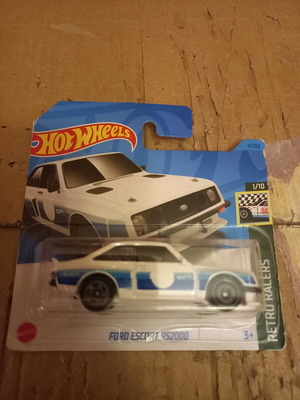 HOT WHEELS
1/10
RETRO RACERS
FORD ESCORT RS2000
3+